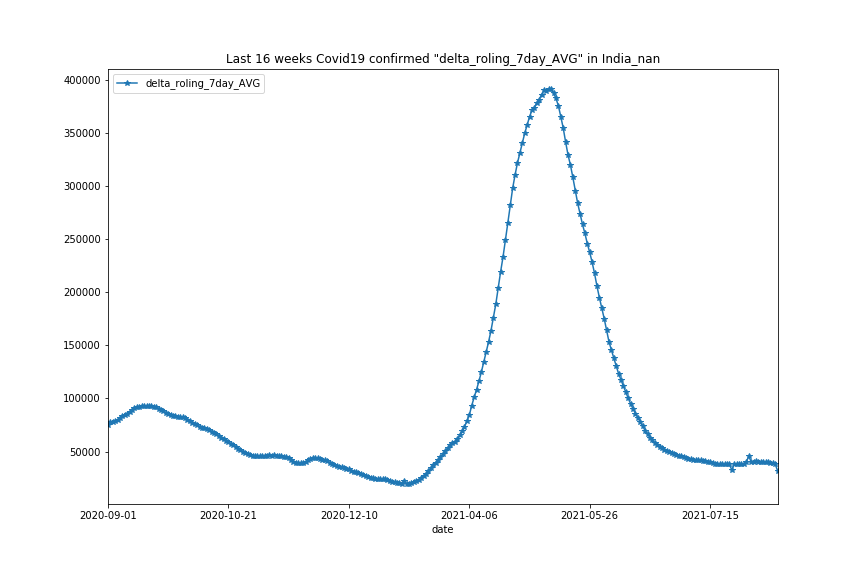 Last 16 weeks Covid19 confirmed "delta_roling_7day_AVG" in India_nan
delta_roling_7day_AVG
400000
350000
300000
250000
200000
150000
100000
50000
2020-09-01 2020-10-21 2020-12-10 2021-04-06 2021-05-26 2021-07-15
date